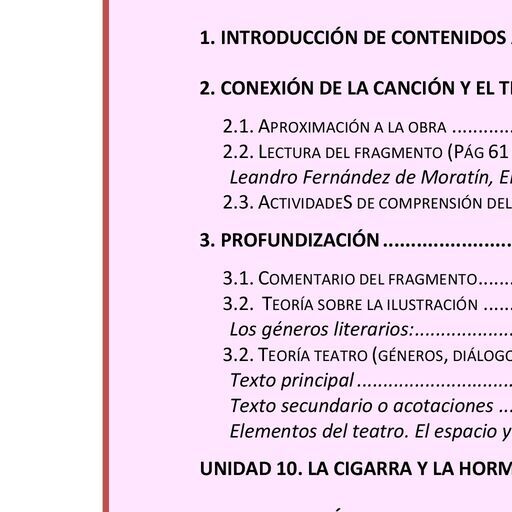 1. INTRODUCCIÓN DE CONTENIDOS
2. CONEXIÓN DE LA CANCIÓN Y EL
2.1. APROXIMACIÓN A LA OBRA ..........
2.2. LECTURA DEL FRAGMENTO (PÁG 61
Leandro Fernández de Moratín,
2.3. ACTIVIDADES DE COMPRENSIÓN DEL
3. PROFUNDIZACIÓN......................
3.1. COMENTARIO DEL FRAGMENTO......
3.2. TEORÍA SOBRE LA ILUSTRACIÓN .....
Los géneros literarios:.................
3.2. TEORÍA TEATRO (GÉNEROS, DIÁLOGO
Texto principal ...........................
Texto secundario o acotaciones ...
Elementos del teatro. El espacio y
UNIDAD 10. LA CIGARRA Y LA HORM